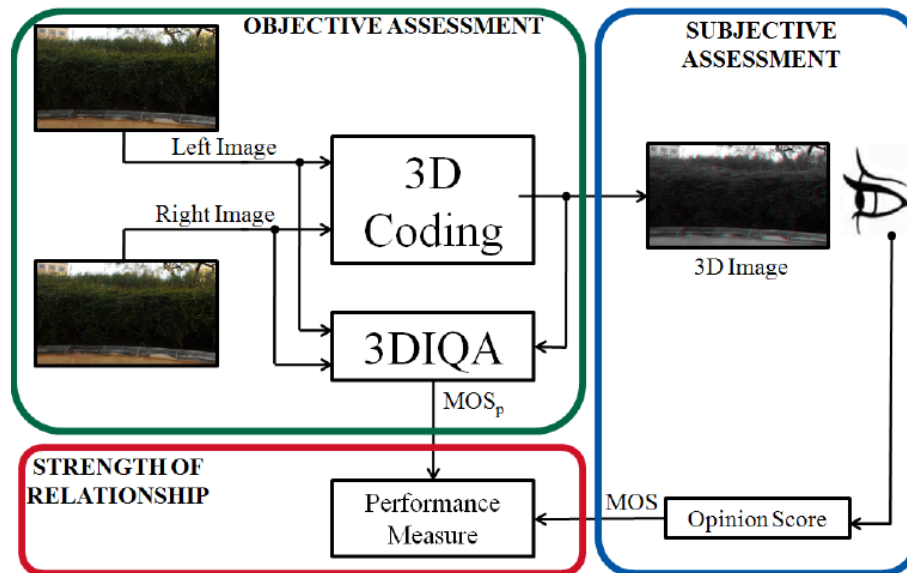 OBJECTIVE ASSESSMENT
SUBJECTIVE
ASSESSMENT
Left Image
3D
Coding
Right Image
3D Image
3DIQA
MOSp
STRENGTH OF
RELATIONSHIP
Performance
Measure
MOS
Opinion Score